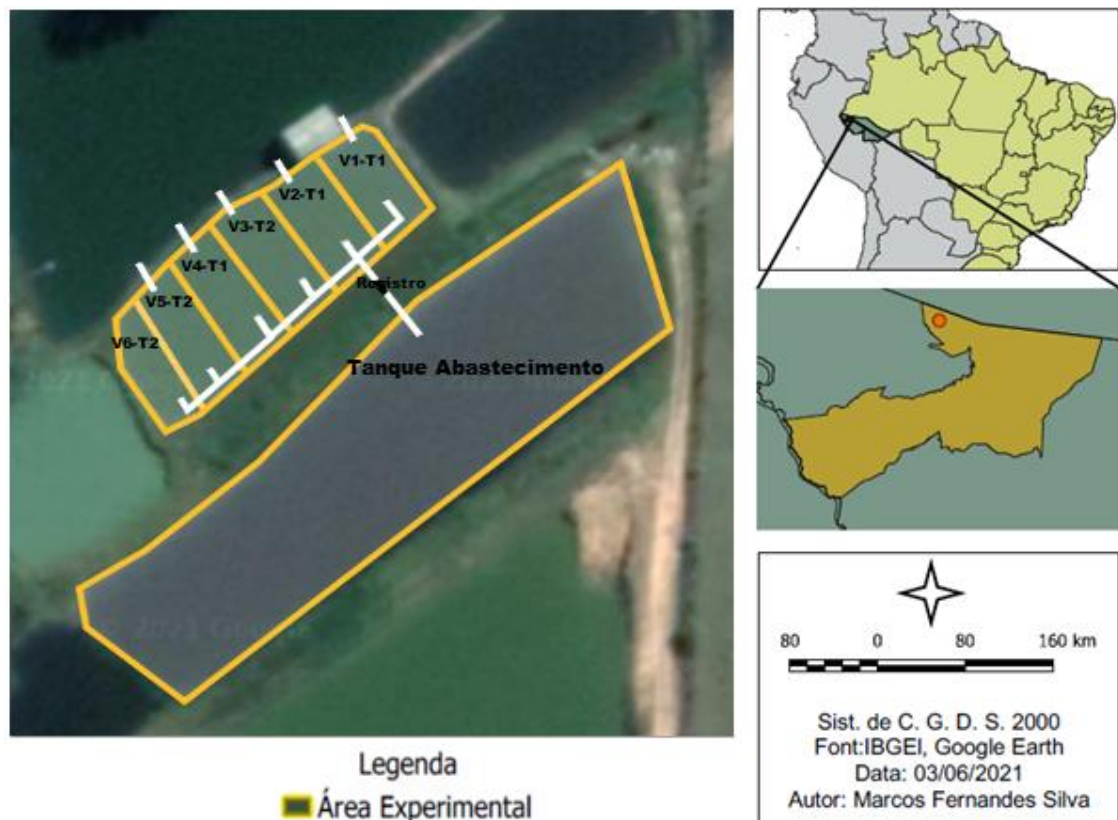 V1-T1
V2-T1
V3-T2
V4-T1
V5-T2
V6-T2
Registro
Tanque Abastecimento
Legenda
Área Experimental
80 0 80 160 km
Sist. de C. G. D. S. 2000
Font:IBGEI, Google Earth
Data: 03/06/2021
Autor: Marcos Fernandes Silva